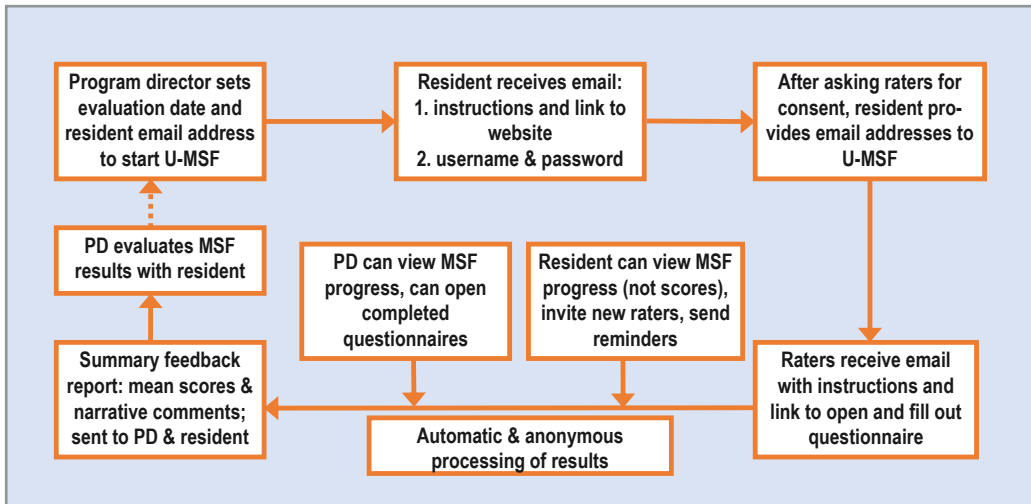 Program director sets
evaluation date and
resident email address
to start U-MSF
Resident receives email:
1. instructions and link to
website
2. username & password
After asking raters for
consent, resident pro-
vides email addresses to
U-MSF
PD evaluates MSF
results with resident
PD can view MSF
progress, can open
completed
questionnaires
Resident can view MSF
progress (not scores),
invite new raters, send
reminders
Summary feedback
report: mean scores &
narrative comments;
sent to PD & resident
Automatic & anonymous
processing of results
Raters receive email
with instructions and
link to open and fill out
questionnaire